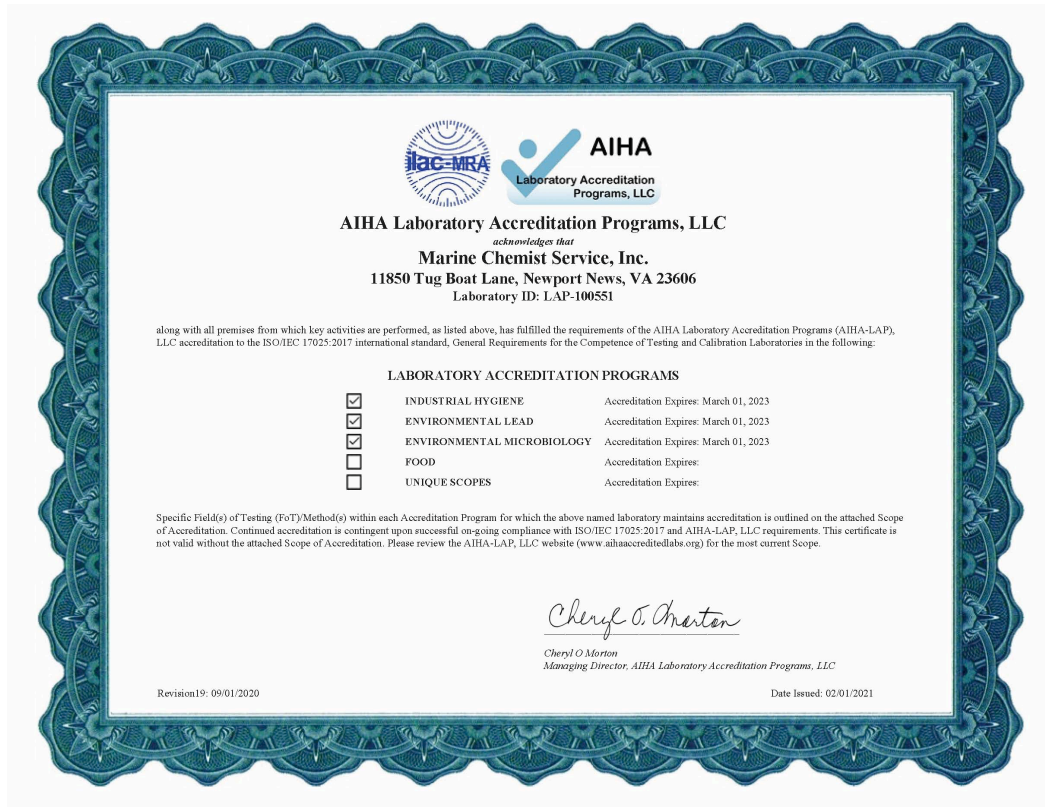 ilac-MRA
AIHA
Laboratory Accreditation
Programs, LLC
AIHA Laboratory Accreditation Programs, LLC
acknowledges that
Marine Chemist Service, Inc.
11850 Tug Boat Lane, Newport News, VA 23606
Laboratory ID: LAP-100551
along with all premises from which key activities are performed, as listed above, has fulfilled the requirements of the AIHA Laboratory Accreditation Programs (AIHA-LAP),
LLC accreditation to the ISO/IEC 17025:2017 international standard, General Requirements for the Competence of Testing and Calibration Laboratories in the following:
LABORATORY ACCREDITATION PROGRAMS
INDUSTRIAL HYGIENE Accreditation Expires: March 01, 2023
ENVIRONMENTAL LEAD Accreditation Expires: March 01, 2023
ENVIRONMENTAL MICROBIOLOGY Accreditation Expires: March 01, 2023
FOOD Accreditation Expires:
UNIQUE SCOPES Accreditation Expires:
Specific Field(s) of Testing (FoT)/Method(s) within each Accreditation Program for which the above named laboratory maintains accreditation is outlined on the attached Scope
of Accreditation. Continued accreditation is contingent upon successful on-going compliance with ISO/IEC 17025:2017 and AIHA-LAP, LLC requirements. This certificate is
not valid without the attached Scope of Accreditation. Please review the AIHA-LAP, LLC website (www.aihaaccreditedlabs.org) for the most current Scope.
Cheryl O. Morton
Cheryl O Morton
Managing Director, AIHA Laboratory Accreditation Programs, LLC
Revision19: 09/01/2020 Date Issued: 02/01/2021